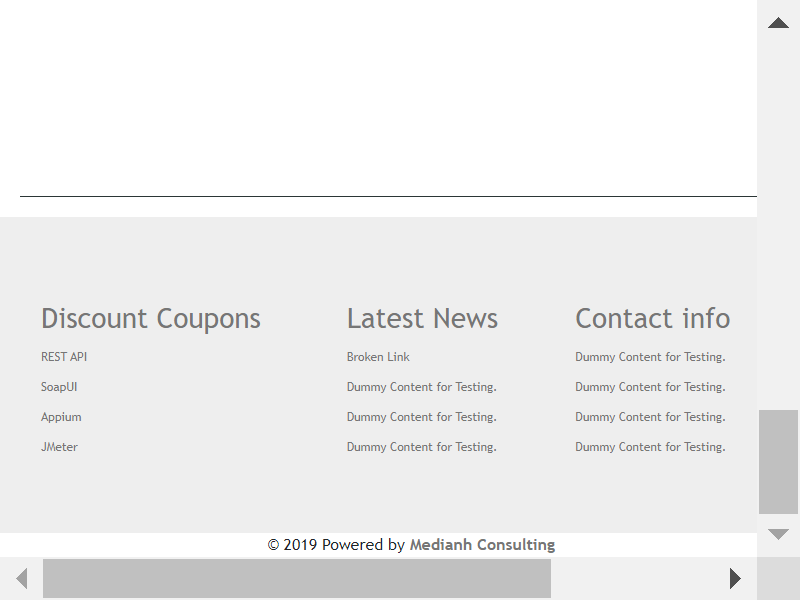 Discount Coupons
REST API
SoapUI
Appium
JMeter
Latest News
Broken Link
Dummy Content for Testing.
Dummy Content for Testing.
Dummy Content for Testing.
Contact info
Dummy Content for Testing.
Dummy Content for Testing.
Dummy Content for Testing.
Dummy Content for Testing.
© 2019 Powered by Medianh Consulting